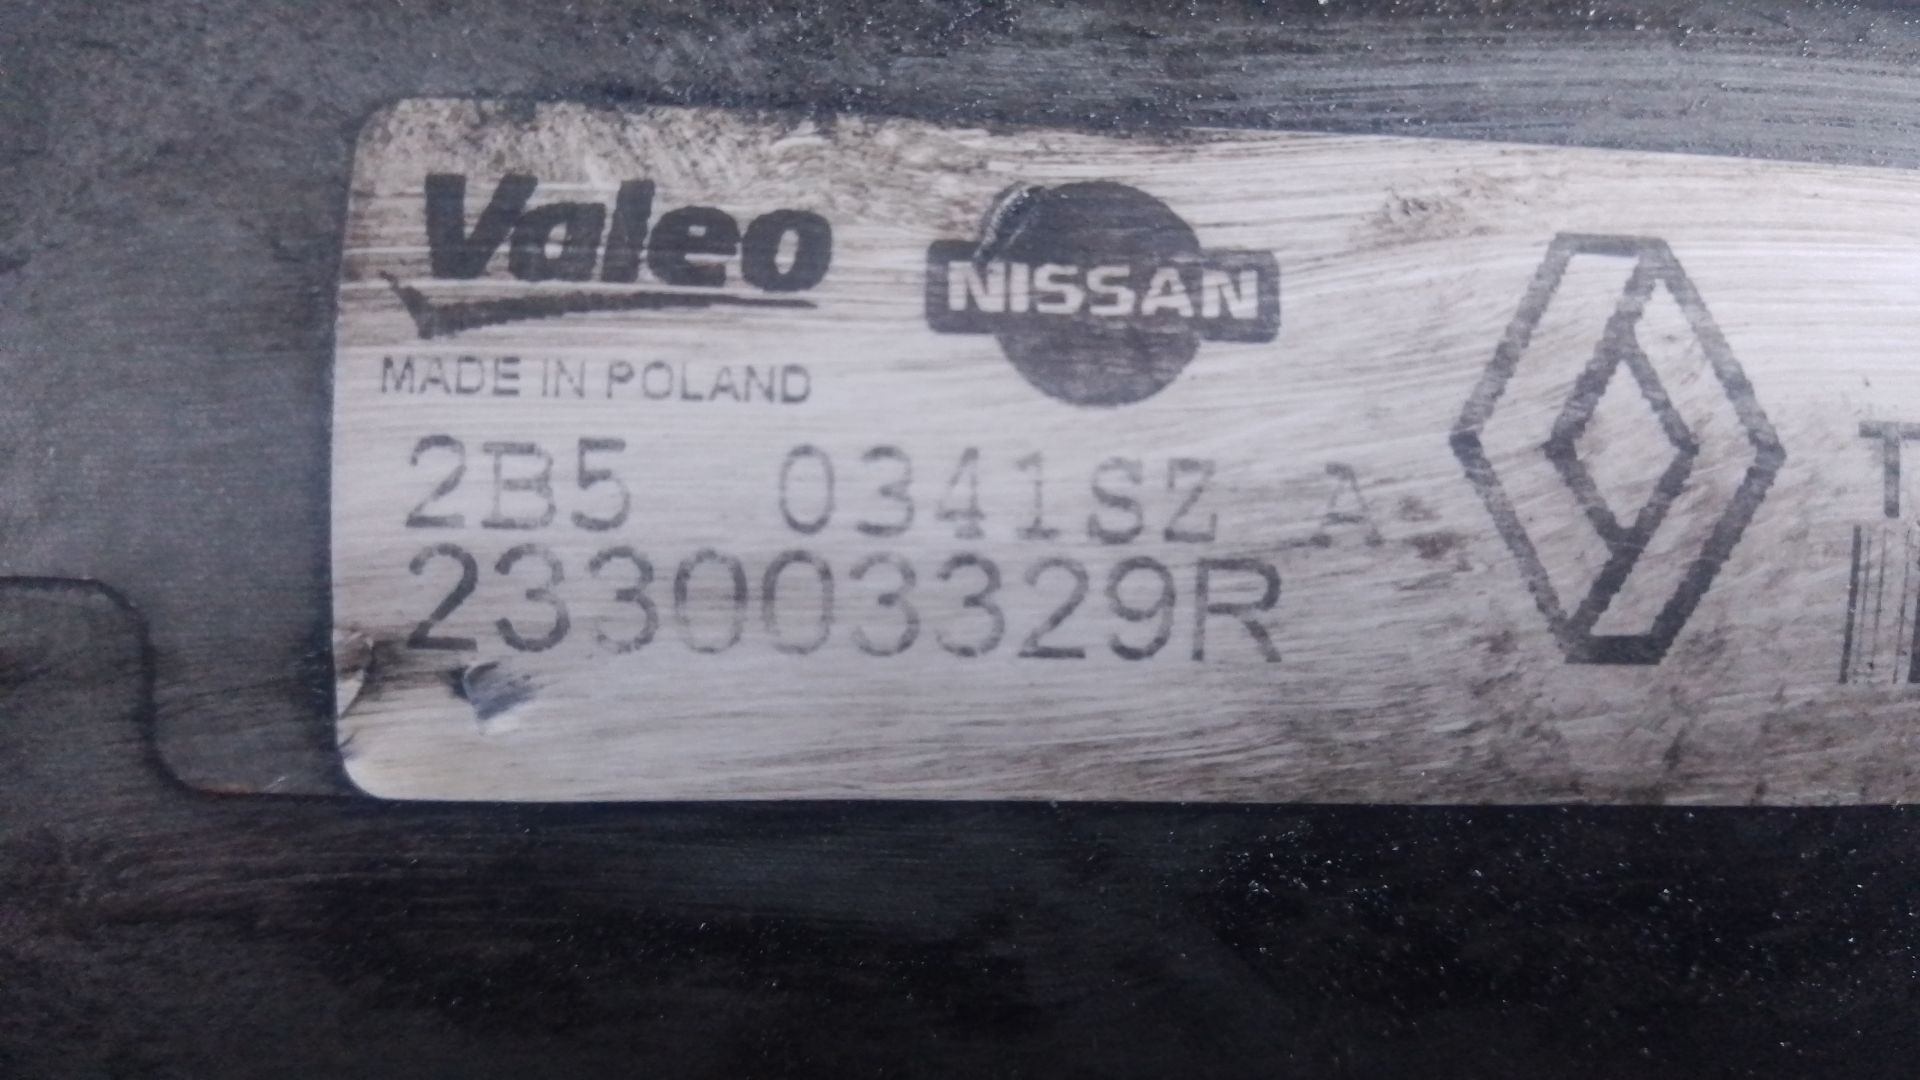 Valeo
NISSAN
MADE IN POLAND
2B5 0341SZ A
233003329R
T